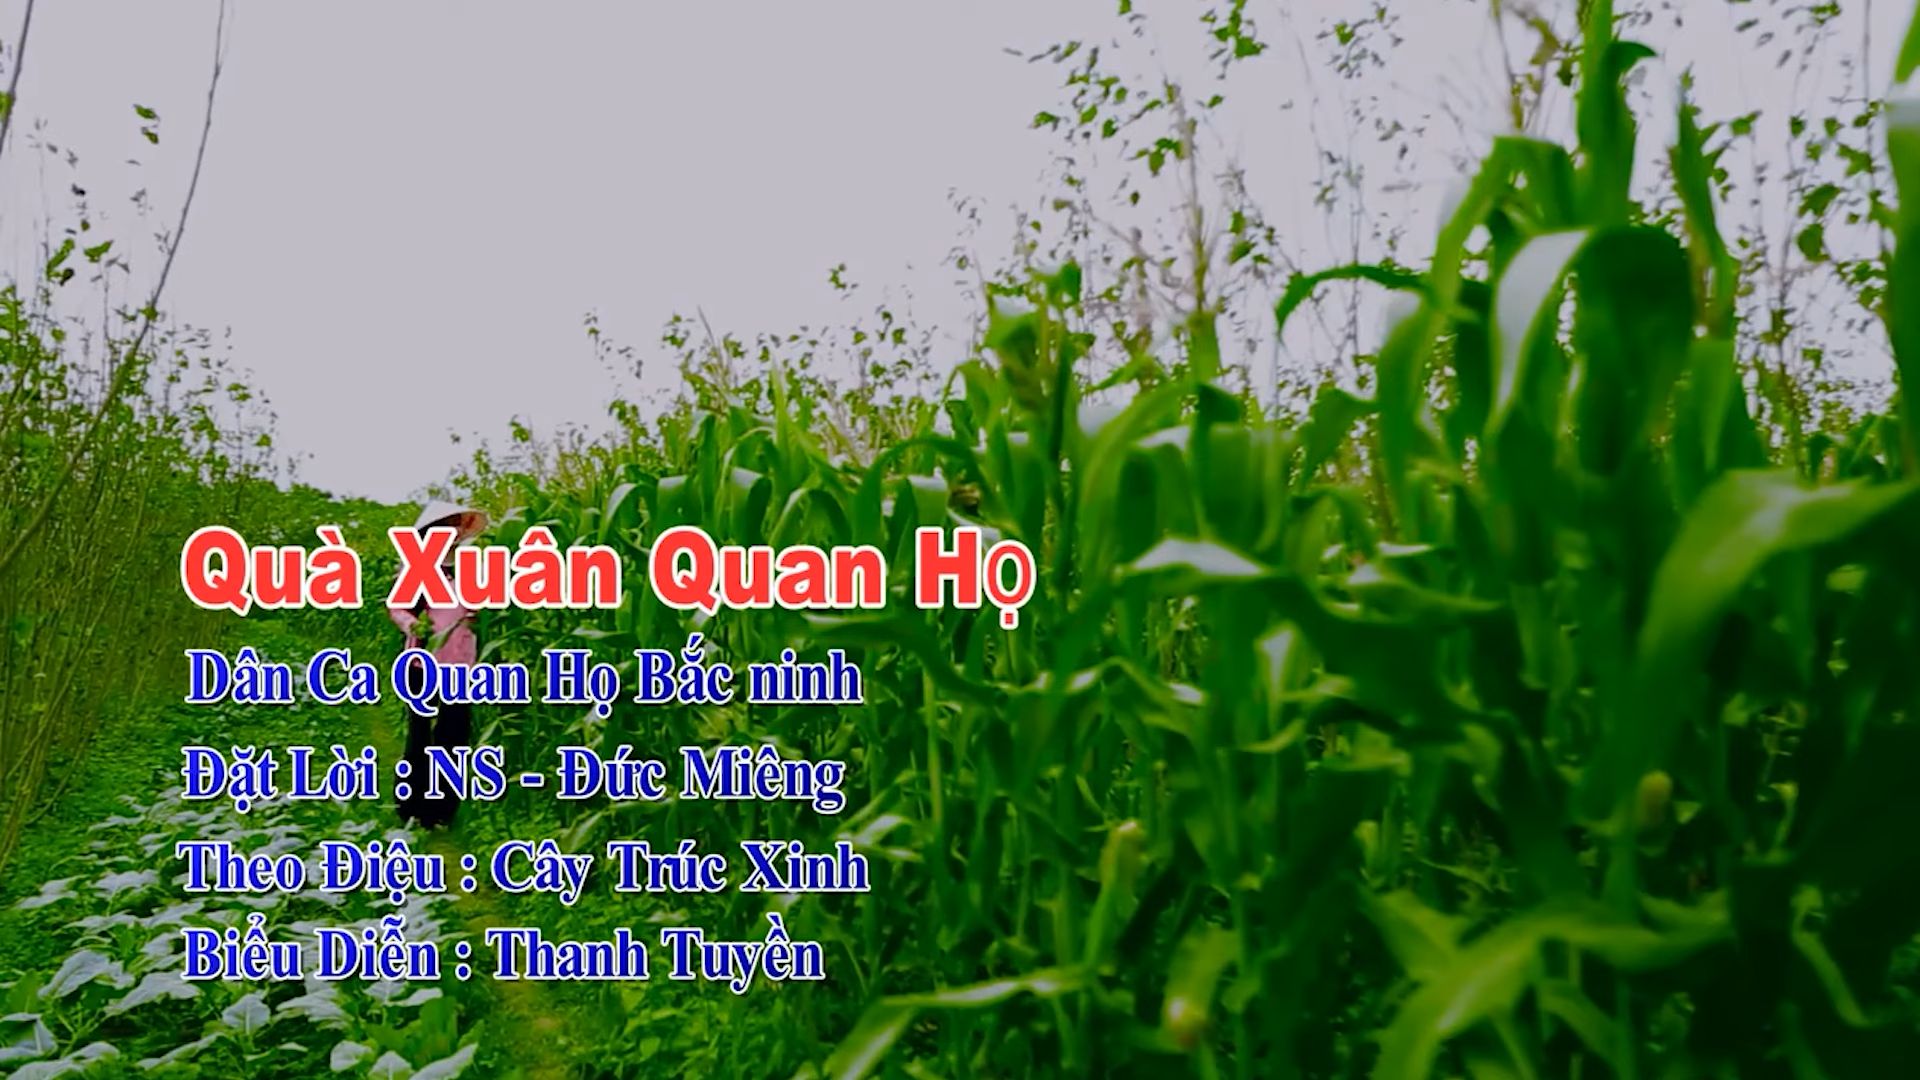 Quà Xuân Quan Họ
Dân Ca Quan Họ Bắc ninh
Đặt Lời : NS - Đức Miêng
Theo Điệu : Cây Trúc Xinh
Biểu Diễn : Thanh Tuyền